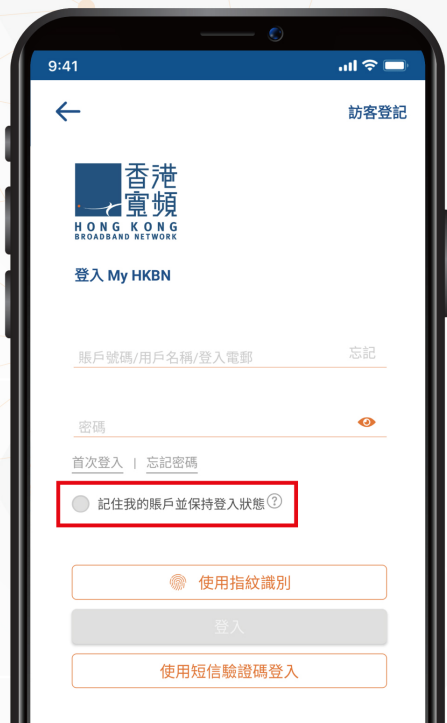 9:41
訪客登記
香港
寬頻
HONG KONG
BROADBAND NETWORK
登入 My HKBN
賬戶號碼/用戶名稱/登入電郵
忘記
密碼
首次登入 | 忘記密碼
記住我的賬戶並保持登入狀態 ?
使用指紋識別
登入
使用短信驗證碼登入